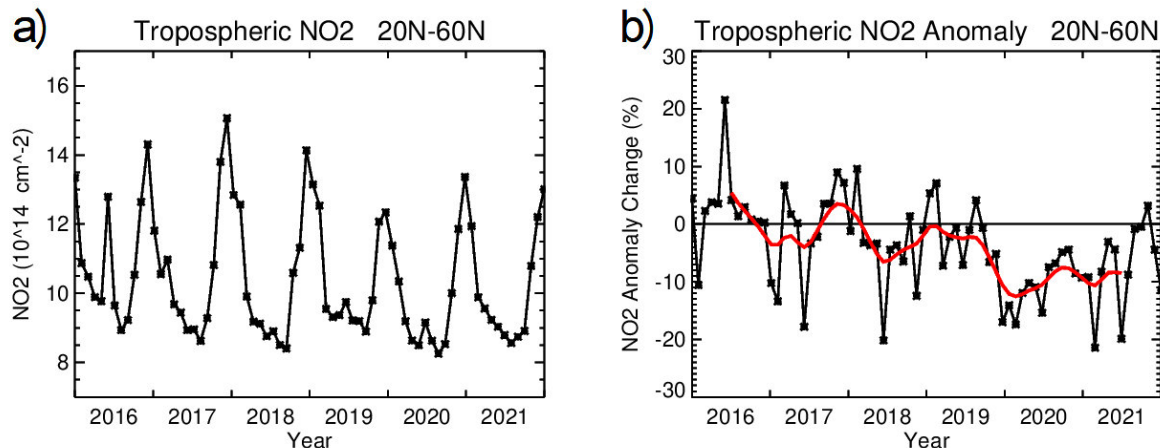 a)
Tropospheric NO2 20N-60N
NO2 (10^14 cm^-2)
16
14
12
10
8
2016 2017 2018 2019 2020 2021
Year
b)
Tropospheric NO2 Anomaly 20N-60N
NO2 Anomaly Change (%)
30
20
10
0
-10
-20
-30
2016 2017 2018 2019 2020 2021
Year